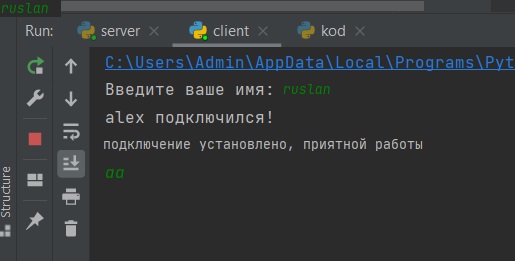 ruslan
Run: server client kod
C:\Users\Admin\AppData\Local\Programs\Pyt
Введите ваше имя: ruslan
alex подключился!
подключение установлено, приятной работы
aa
Structure